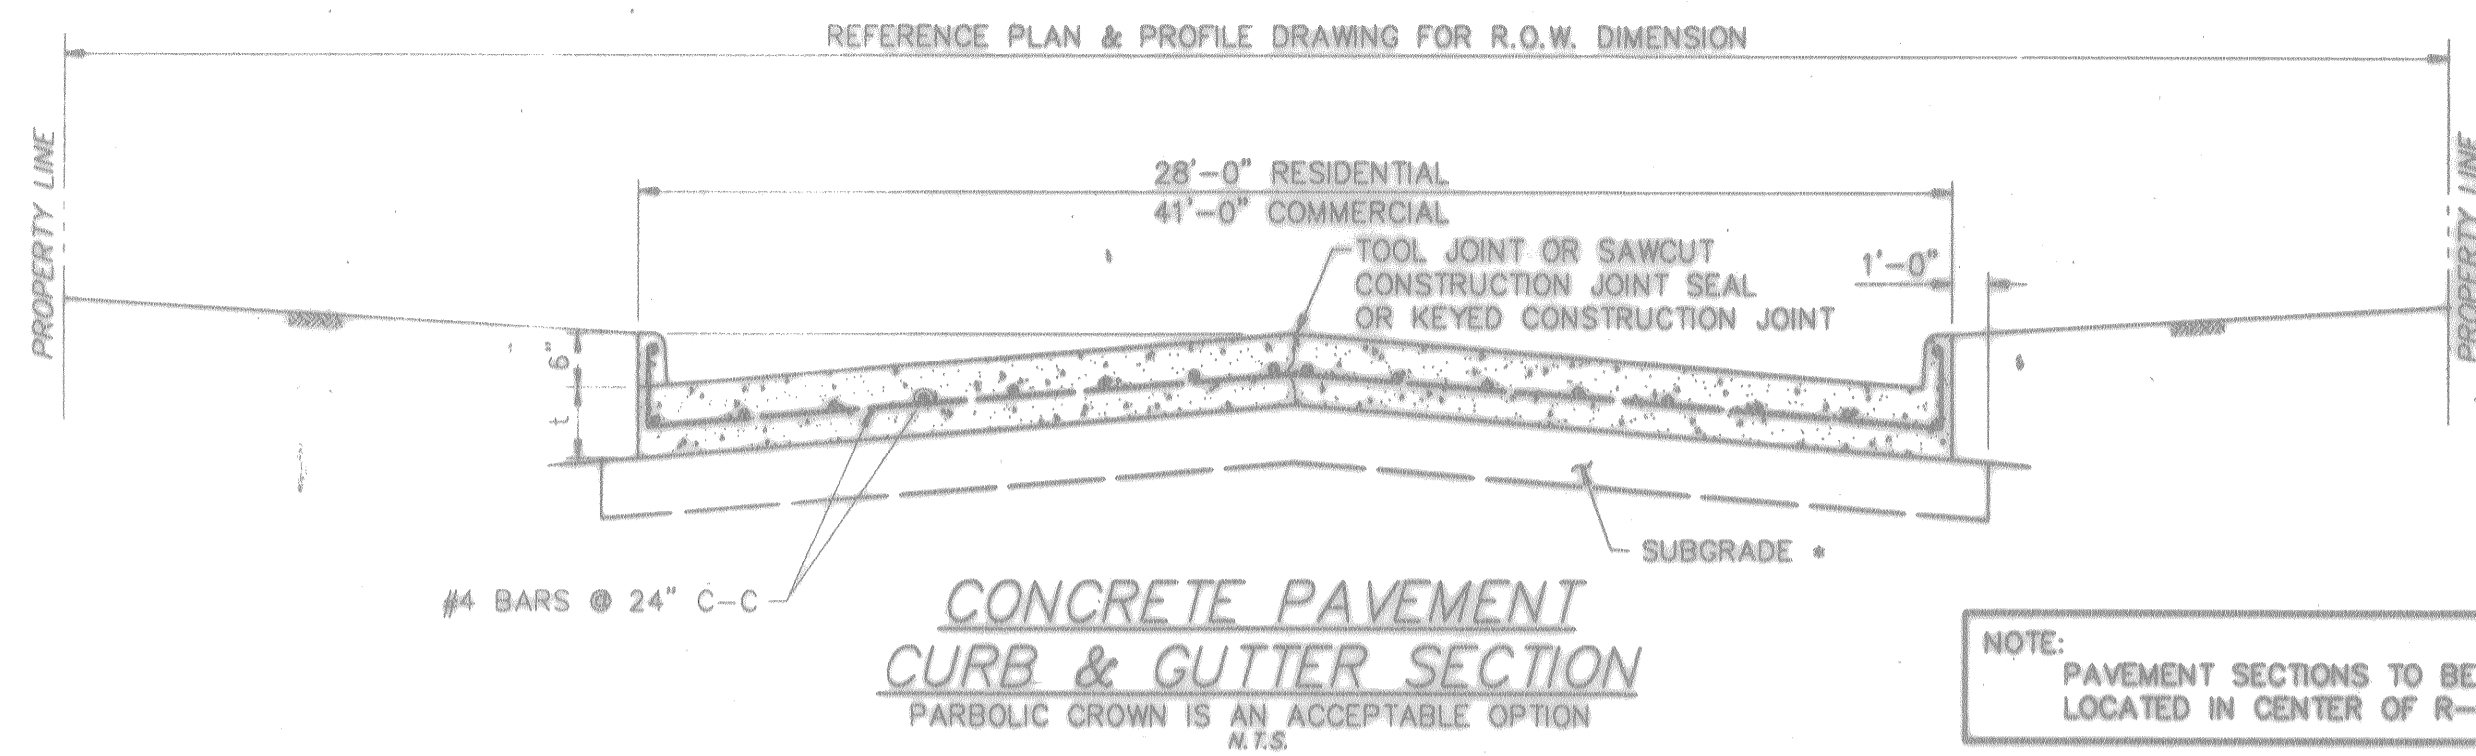 REFERENCE PLAN & PROFILE DRAWING FOR R.O.W. DIMENSION
PROPERTY LINE
PROPERTY LINE
28'-0" RESIDENTIAL
41'-0" COMMERCIAL
TOOL JOINT OR SAWCUT
CONSTRUCTION JOINT SEAL
OR KEYED CONSTRUCTION JOINT
1'-0"
6"
t
SUBGRADE *
#4 BARS @ 24" C-C
CONCRETE PAVEMENT
CURB & GUTTER SECTION
PARBOLIC CROWN IS AN ACCEPTABLE OPTION
N.T.S.
NOTE:
PAVEMENT SECTIONS TO BE
LOCATED IN CENTER OF R-